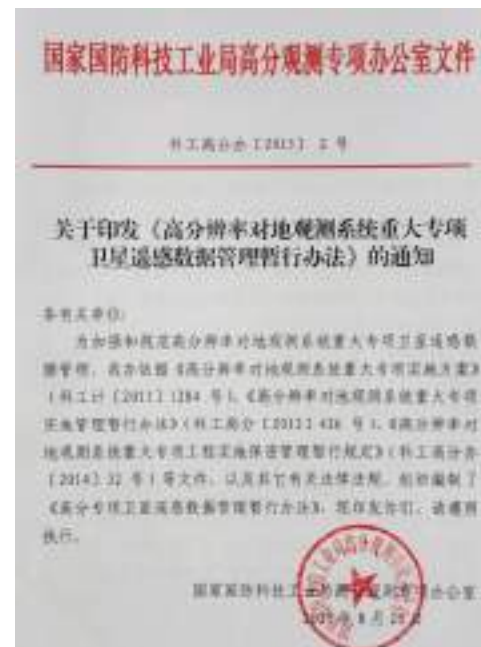 国家国防科技工业局高分观测专项办公室文件
科工高分办〔2015〕2 号
关于印发《高分辨率对地观测系统重大专项
卫星遥感数据管理暂行办法》的通知
各有关单位:
为加强和规范高分辨率对地观测系统重大专项卫星遥感数
据管理,我办依据《高分辨率对地观测系统重大专项实施方案》
(科工计〔2011〕1284 号)、《高分辨率对地观测系统重大专项
实施管理暂行办法》(科工高分〔2012〕436 号)、《高分辨率对
地观测系统重大专项工程实施保密管理暂行规定》(科工高分办
〔2014〕32 号)等文件,以及其它有关法律法规,组织编制了
《高分专项卫星遥感数据管理暂行办法》,现印发你们,请遵照
执行。
国家国防科技工业局高分观测专项办公室